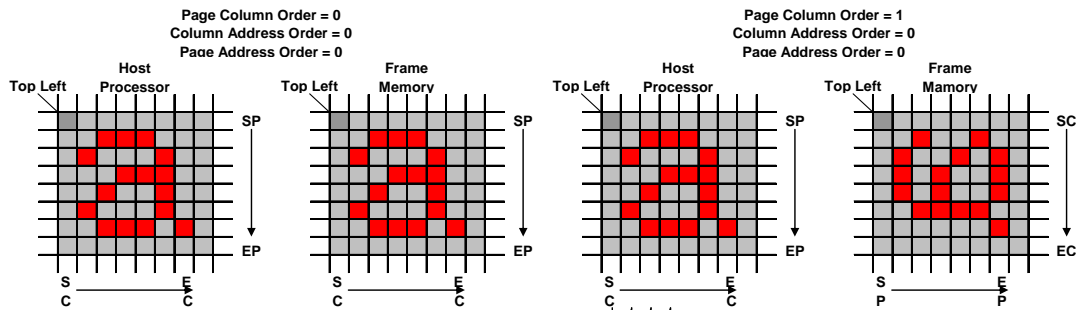 Page Column Order = 0
Column Address Order = 0
Page Address Order = 0
Host
Processor
Frame
Memory
Top Left
Top Left
SP
SP
EP
EP
S
C
E
C
S
C
E
C
Page Column Order = 1
Column Address Order = 0
Page Address Order = 0
Host
Processor
Frame
Mamory
Top Left
Top Left
SP
SC
EP
EC
S
C
E
C
S
P
E
P